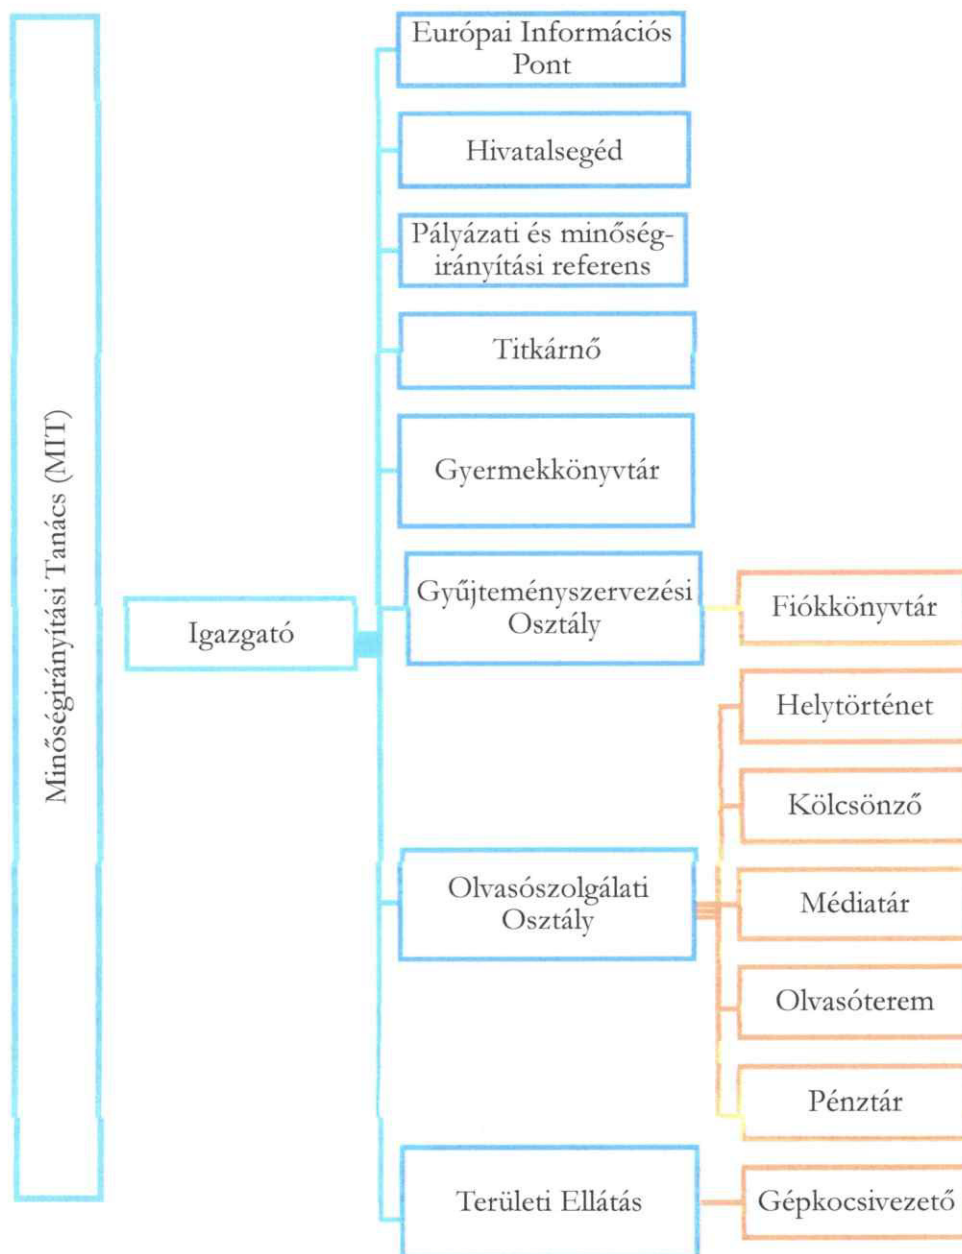 Minőségirányítási Tanács (MIT)
Igazgató
Európai Információs
Pont
Hivatalsegéd
Pályázati és minőség-
irányítási referens
Titkárnő
Gyermekkönyvtár
Gyűjteményszervezési
Osztály
Fiókkönyvtár
Olvasószolgálati
Osztály
Helytörténet
Kölcsönző
Médiatár
Olvasóterem
Pénztár
Területi Ellátás
Gépkocsivezető